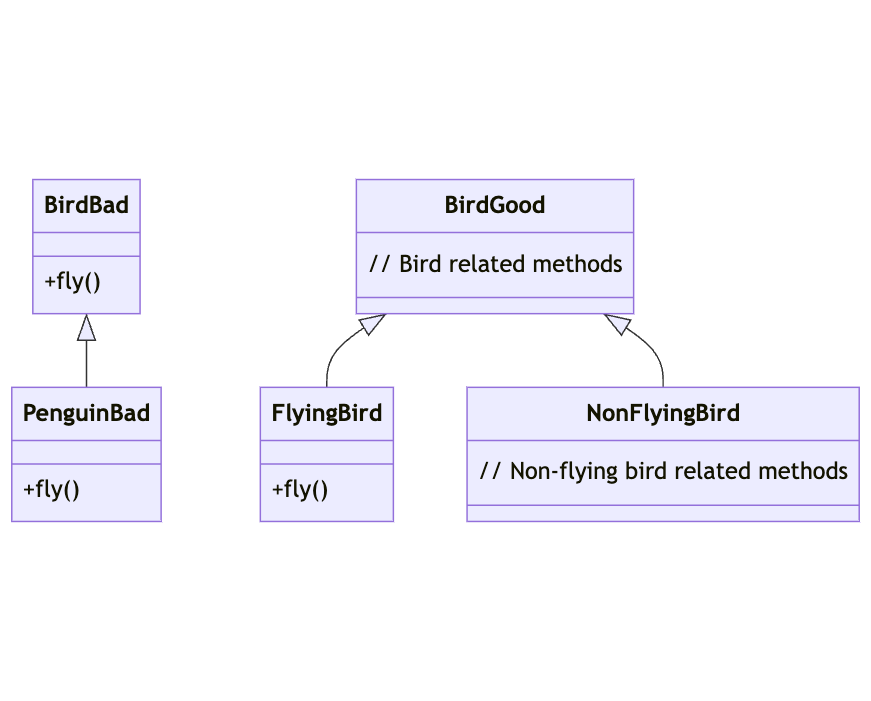 BirdBad
+fly()
PenguinBad
+fly()
BirdGood
// Bird related methods
FlyingBird
+fly()
NonFlyingBird
// Non-flying bird related methods